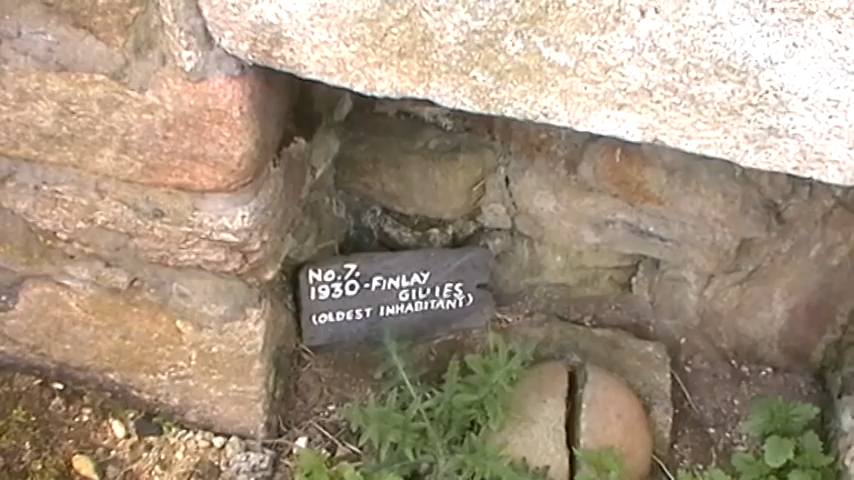 No. 7.
1930 - FINLAY
GILLIES
(OLDEST INHABITANT)